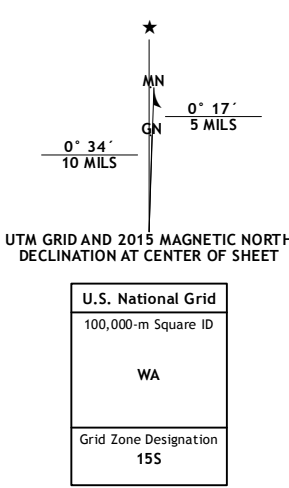 ★
MN
0° 17´
5 MILS
GN
0° 34´
10 MILS
UTM GRID AND 2015 MAGNETIC NORTH
DECLINATION AT CENTER OF SHEET
U.S. National Grid
100,000-m Square ID
WA
Grid Zone Designation
15S